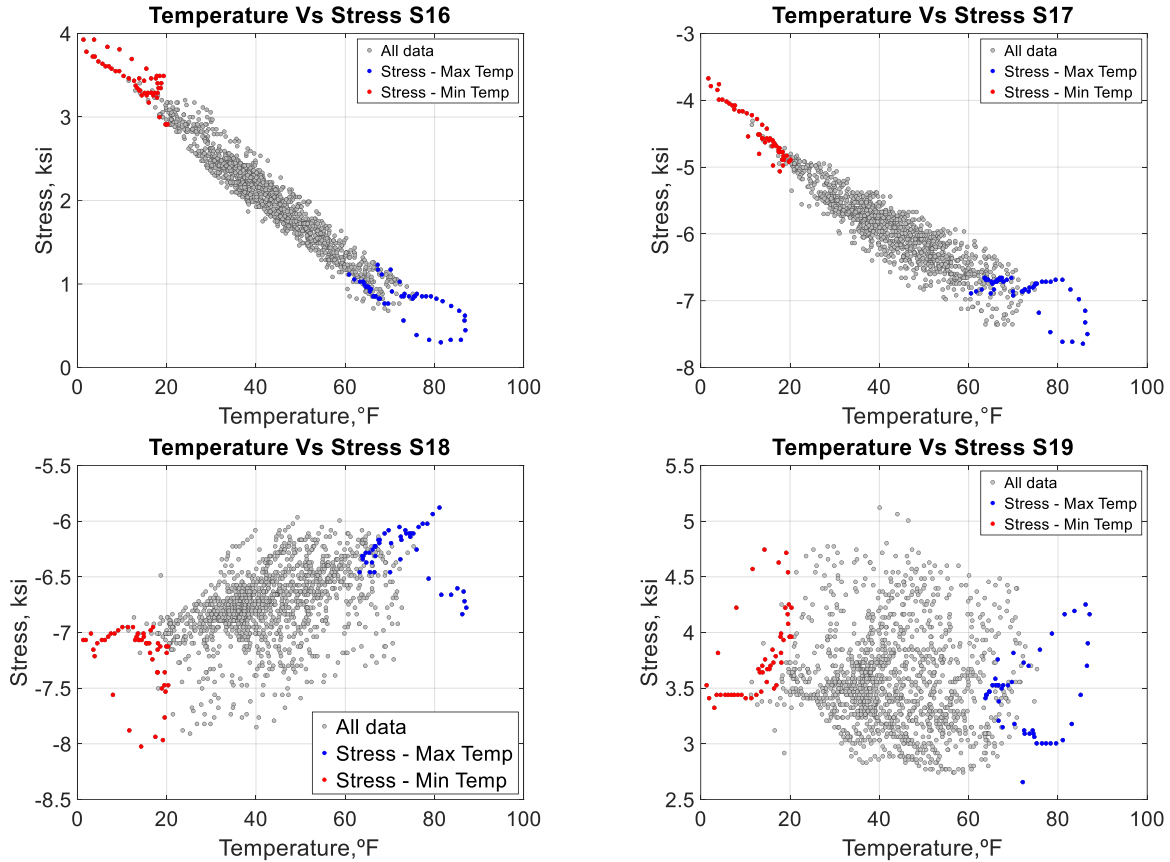 Temperature Vs Stress S16
4
3
2
1
0
0
20
40
60
80
100
Stress, ksi
Temperature,°F
All data
Stress - Max Temp
Stress - Min Temp
Temperature Vs Stress S17
-3
-4
-5
-6
-7
-8
0
20
40
60
80
100
Stress, ksi
Temperature,°F
All data
Stress - Max Temp
Stress - Min Temp
Temperature Vs Stress S18
-5.5
-6
-6.5
-7
-7.5
-8
-8.5
0
20
40
60
80
100
Stress, ksi
Temperature,ºF
All data
Stress - Max Temp
Stress - Min Temp
Temperature Vs Stress S19
5.5
5
4.5
4
3.5
3
2.5
0
20
40
60
80
100
Stress, ksi
Temperature,ºF
All data
Stress - Max Temp
Stress - Min Temp